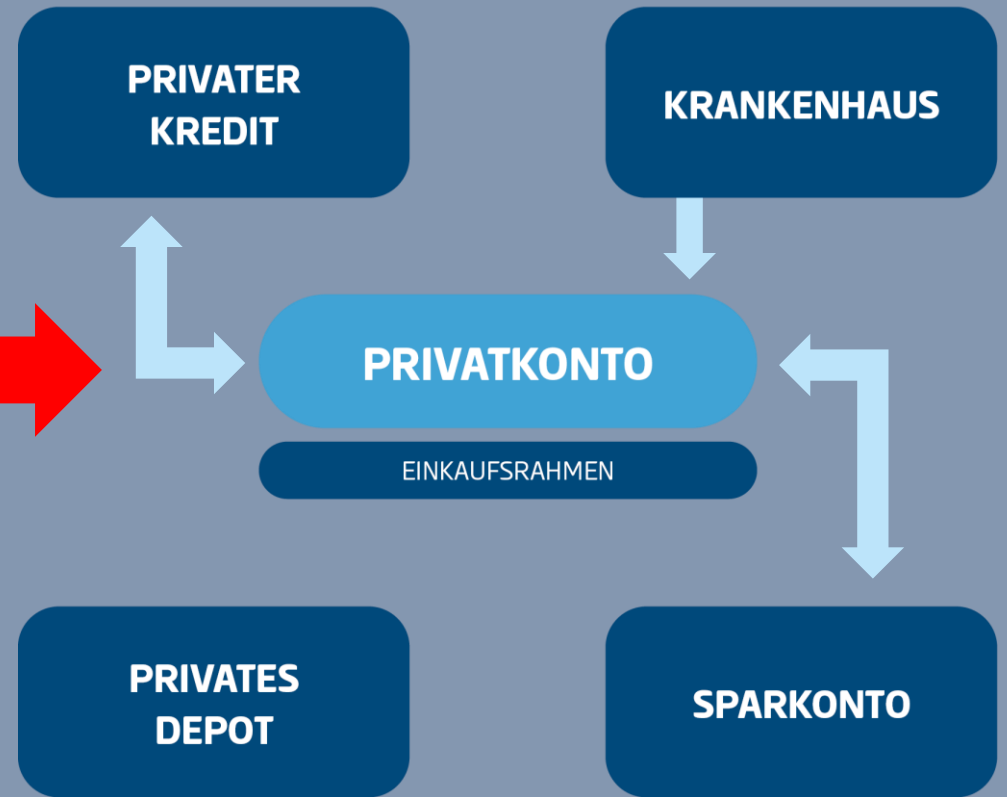 PRIVATER
KREDIT
KRANKENHAUS
PRIVATKONTO
EINKAUFSRAHMEN
PRIVATES
DEPOT
SPARKONTO